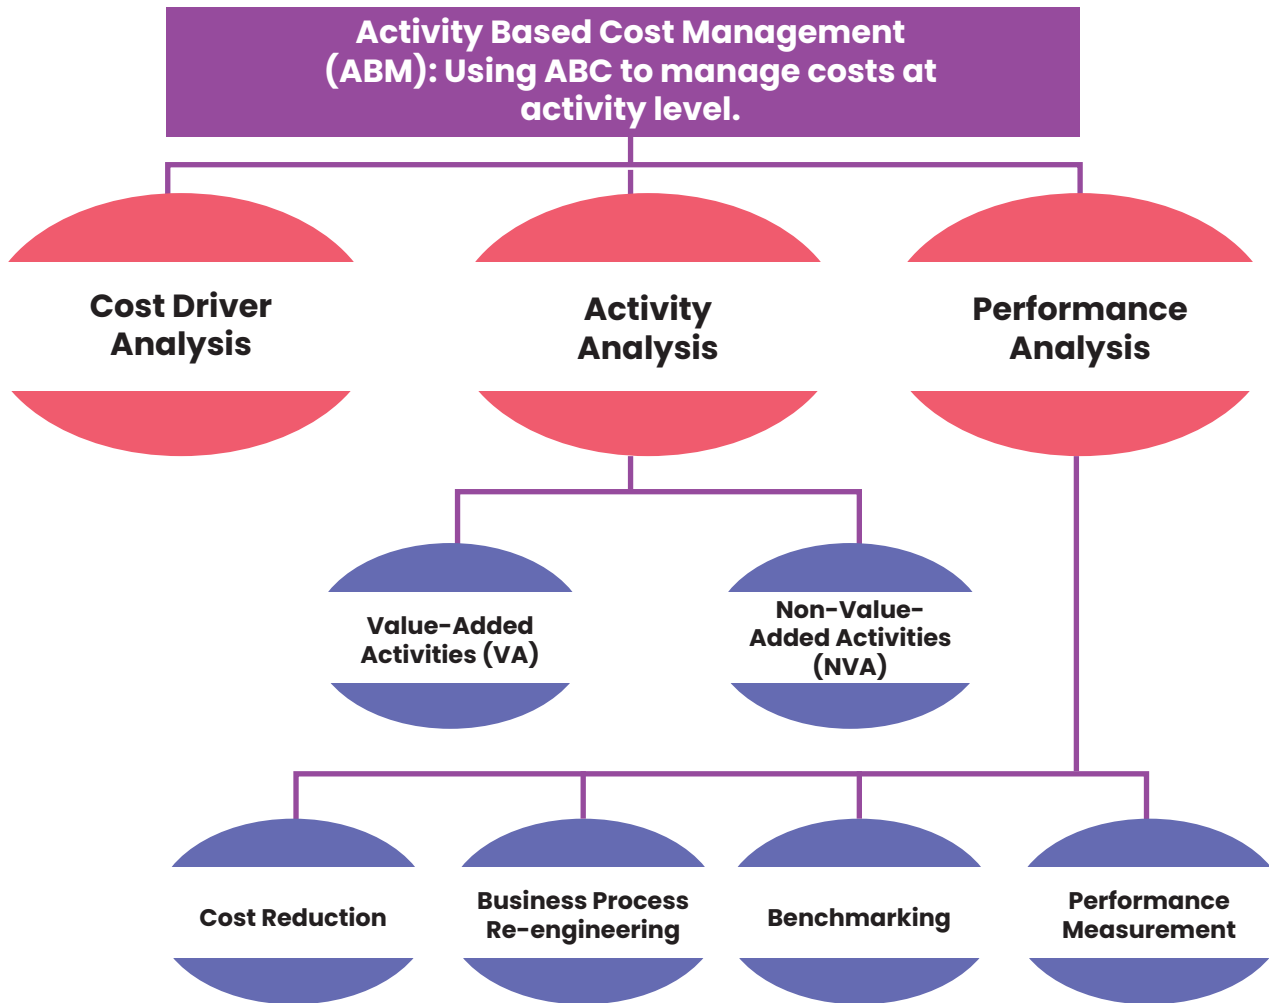 Activity Based Cost Management
(ABM): Using ABC to manage costs at
activity level.
Cost Driver
Analysis
Activity
Analysis
Performance
Analysis
Value-Added
Activities (VA)
Non-Value-
Added Activities
(NVA)
Cost Reduction
Business Process
Re-engineering
Benchmarking
Performance
Measurement